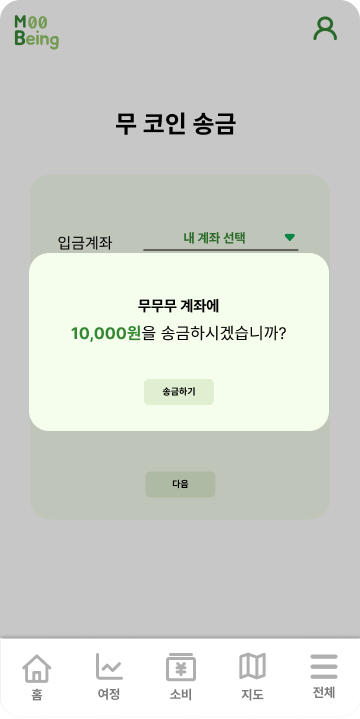 Moo
Being
무 코인 송금
입금계좌
내 계좌 선택
무무무 계좌에
10,000원을 송금하시겠습니까?
송금하기
다음
홈
여정
소비
지도
전체